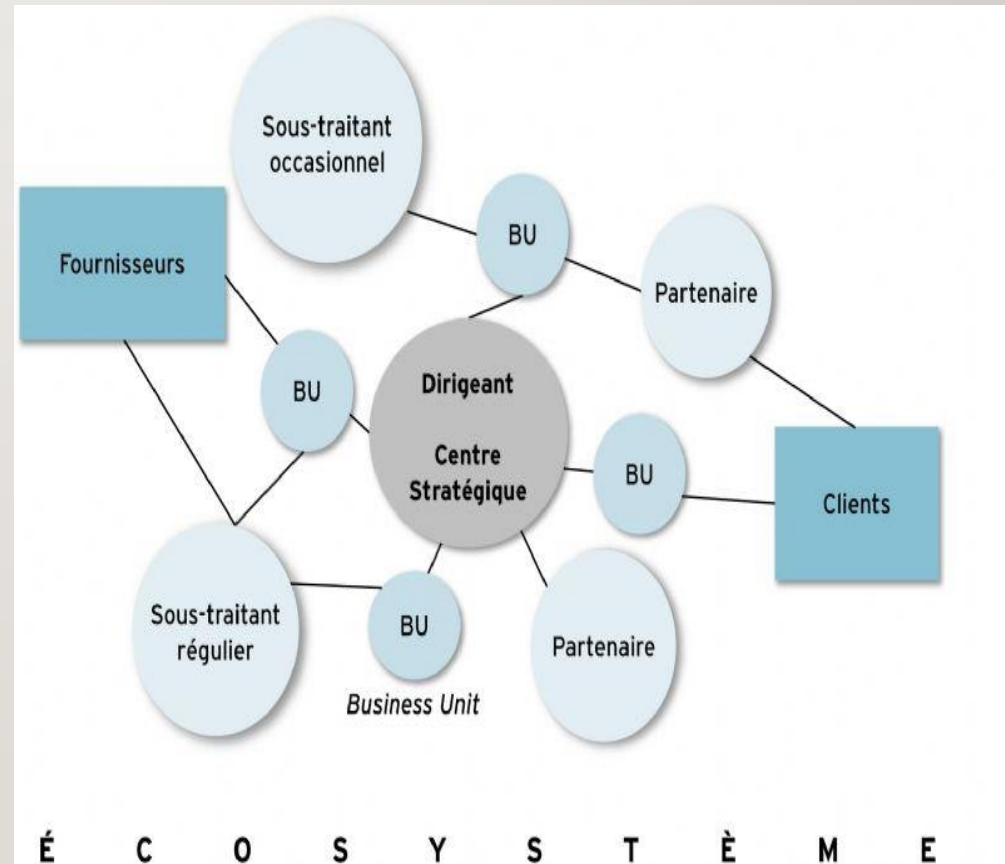 Sous-traitant
occasionnel
BU
Fournisseurs
Partenaire
BU
Dirigeant
Centre
Stratégique
BU
Clients
Sous-traitant
régulier
BU
Partenaire
Business Unit
ÉCOSYSTÈME